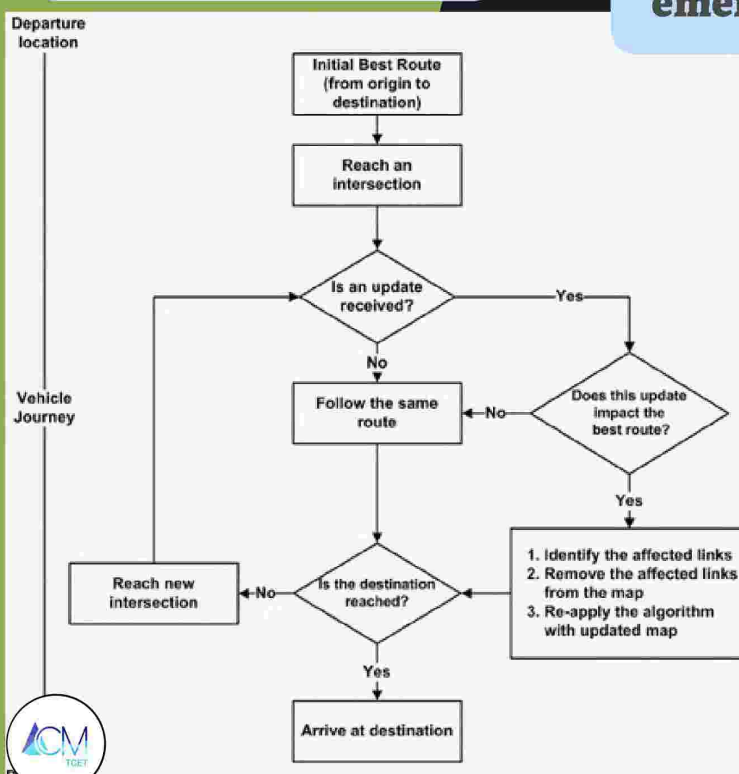 Departure
location
Initial Best Route
(from origin to
destination)
Reach an
intersection
Is an update
received?
Yes
No
Vehicle
Journey
Follow the same
route
No
Does this update
impact the
best route?
Yes
1. Identify the affected links
2. Remove the affected links
from the map
3. Re-apply the algorithm
with updated map
Reach new
intersection
No
Is the destination
reached?
Yes
Arrive at destination
ACM
TCET